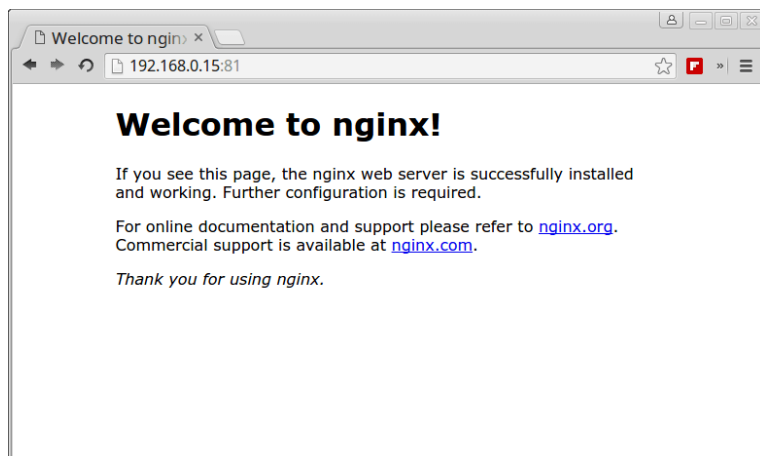 Welcome to nginx
192.168.0.15:81
Welcome to nginx!
If you see this page, the nginx web server is successfully installed
and working. Further configuration is required.
For online documentation and support please refer to nginx.org.
Commercial support is available at nginx.com.
Thank you for using nginx.